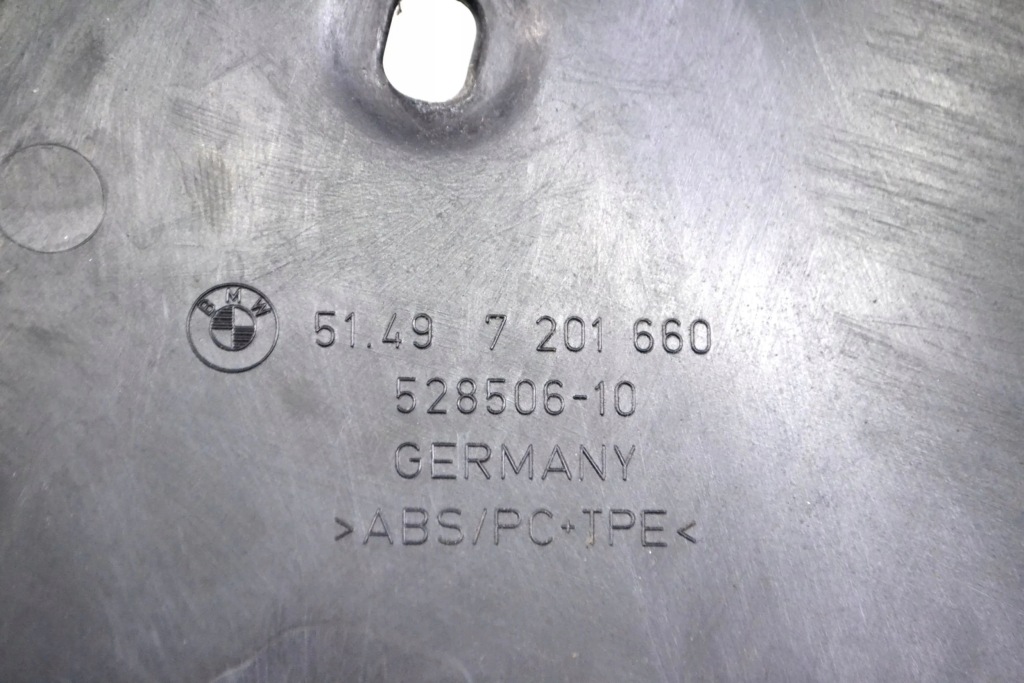 BMW 51.49 7 201 660
528506-10
GERMANY
>ABS/PC+TPE<